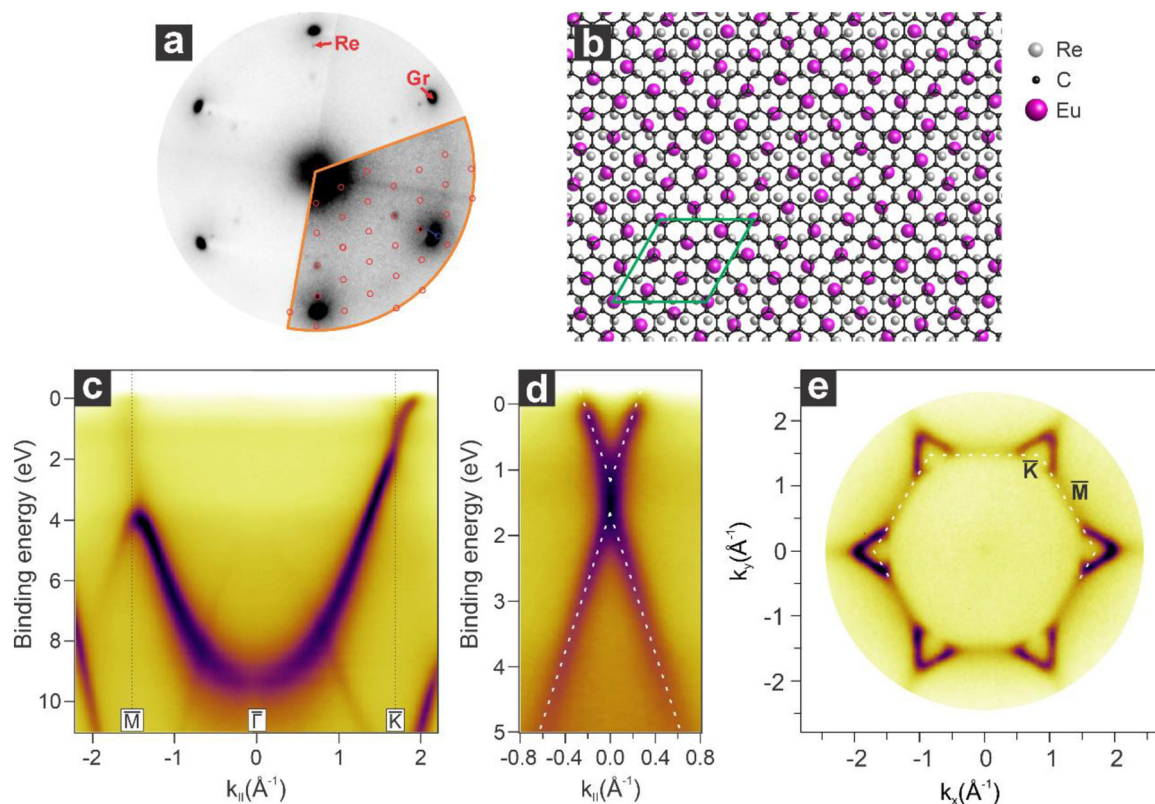 a
Re
Gr
b
Re
C
Eu
c
Binding energy (eV)
0
2
4
6
8
10
M̅
Γ̅
K̅
-2
-1
0
1
2
k||(Å⁻¹)
d
Binding energy (eV)
0
1
2
3
4
5
-0.8
-0.4
0.0
0.4
0.8
k||(Å⁻¹)
e
k_y(Å⁻¹)
2
1
0
-1
-2
K̅
M̅
-2
-1
0
1
2
k_x(Å⁻¹)